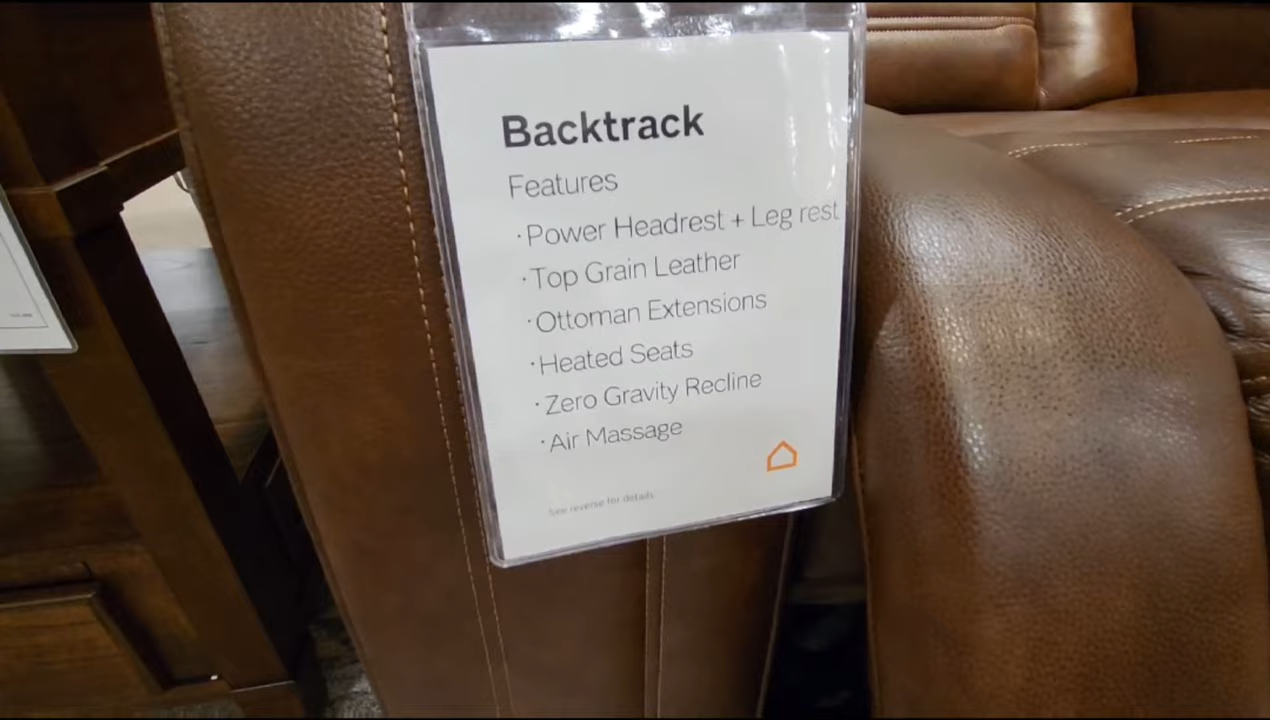 Backtrack
Features
·Power Headrest + Leg rest
·Top Grain Leather
·Ottoman Extensions
·Heated Seats
·Zero Gravity Recline
·Air Massage
See reverse for details